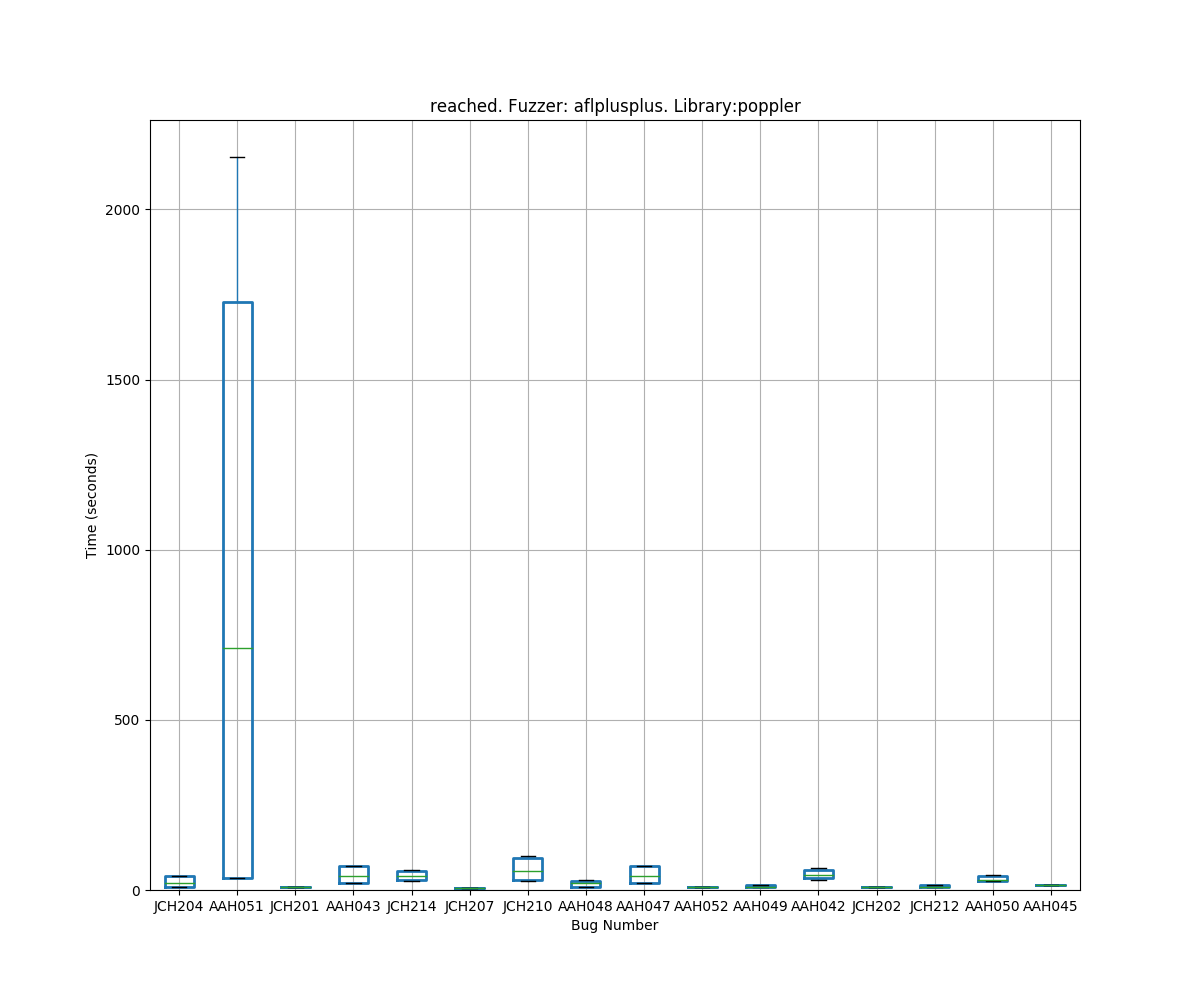 reached. Fuzzer: aflplusplus. Library:poppler
2000
1500
1000
500
0
Time (seconds)
JCH204 AAH051 JCH201 AAH043 JCH214 JCH207 JCH210 AAH048 AAH047 AAH052 AAH049 AAH042 JCH202 JCH212 AAH050 AAH045
Bug Number